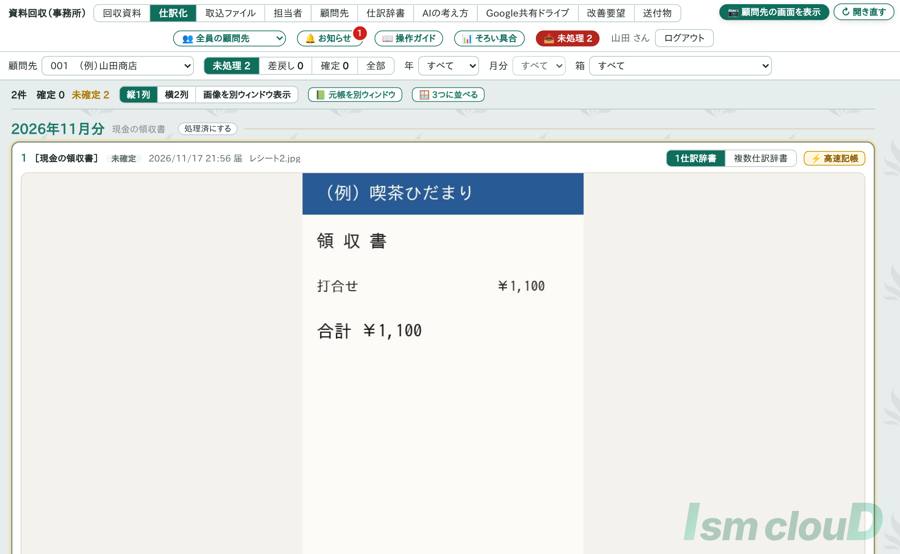 資料回収(事務所) 回収資料 仕訳化 取込ファイル 担当者 顧問先 仕訳辞書 AIの考え方 Google共有ドライブ 改善要望 送付物 顧問先の画面を表示 開き直す
全員の顧問先 お知らせ 1 操作ガイド そろい具合 未処理 2 山田 さん ログアウト
顧問先 001 (例)山田商店 未処理 2 差戻し 0 確定 0 全部 年 すべて 月分 すべて 箱 すべて
2件 確定 0 未確定 2 縦1列 横2列 画像を別ウィンドウ表示 元帳を別ウィンドウ 3つに並べる
2026年11月分 現金の領収書 処理済にする
1 [現金の領収書] 未確定 2026/11/17 21:56 届 レシート2.jpg 1仕訳辞書 複数仕訳辞書 高速記帳
(例)喫茶ひだまり
領 収 書
打合せ ¥1,100
合計 ¥1,100
Ism clouD